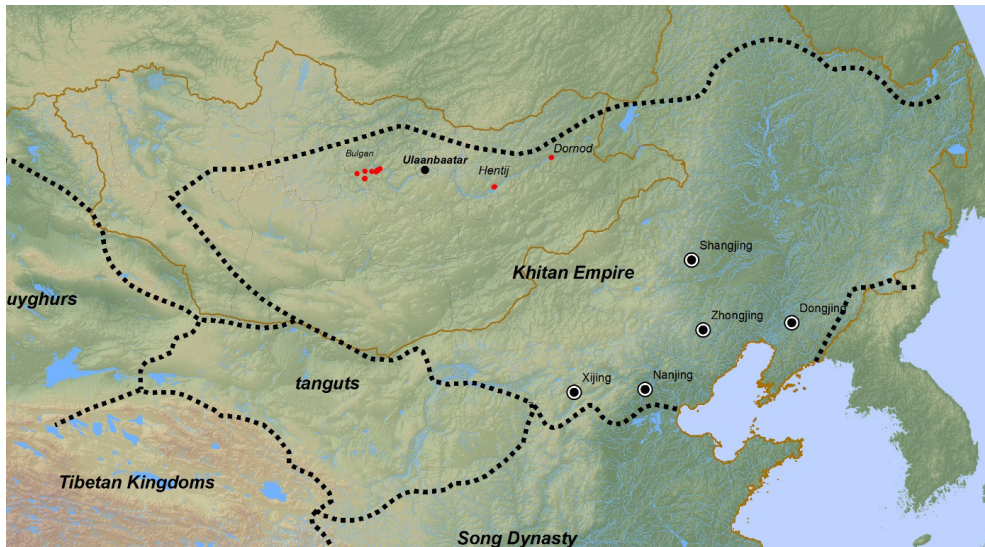 Dornod
Bulgan
Ulaanbaatar
Hentij
Shangjing
Khitan Empire
uyghurs
Dongjing
Zhongjing
tanguts
Xijing
Nanjing
Tibetan Kingdoms
Song Dynasty